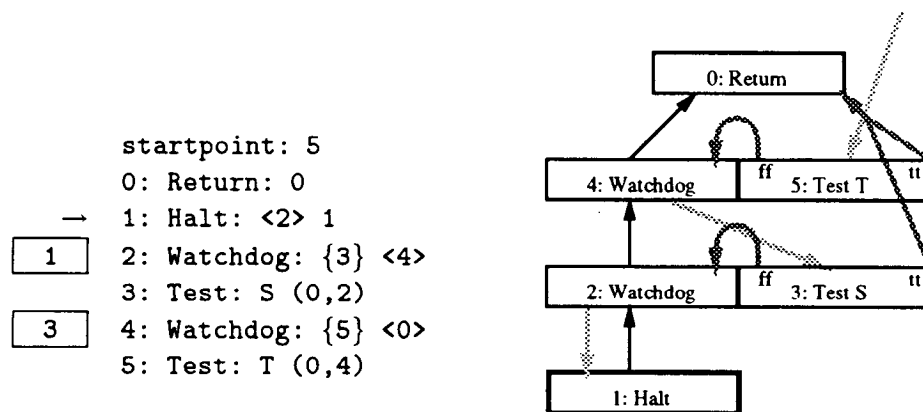 startpoint: 5
0: Return: 0
→ 1: Halt: <2> 1
1 2: Watchdog: {3} <4>
3: Test: S (0,2)
3 4: Watchdog: {5} <0>
5: Test: T (0,4)
0: Return
ff tt
4: Watchdog 5: Test T
ff tt
2: Watchdog 3: Test S
1: Halt